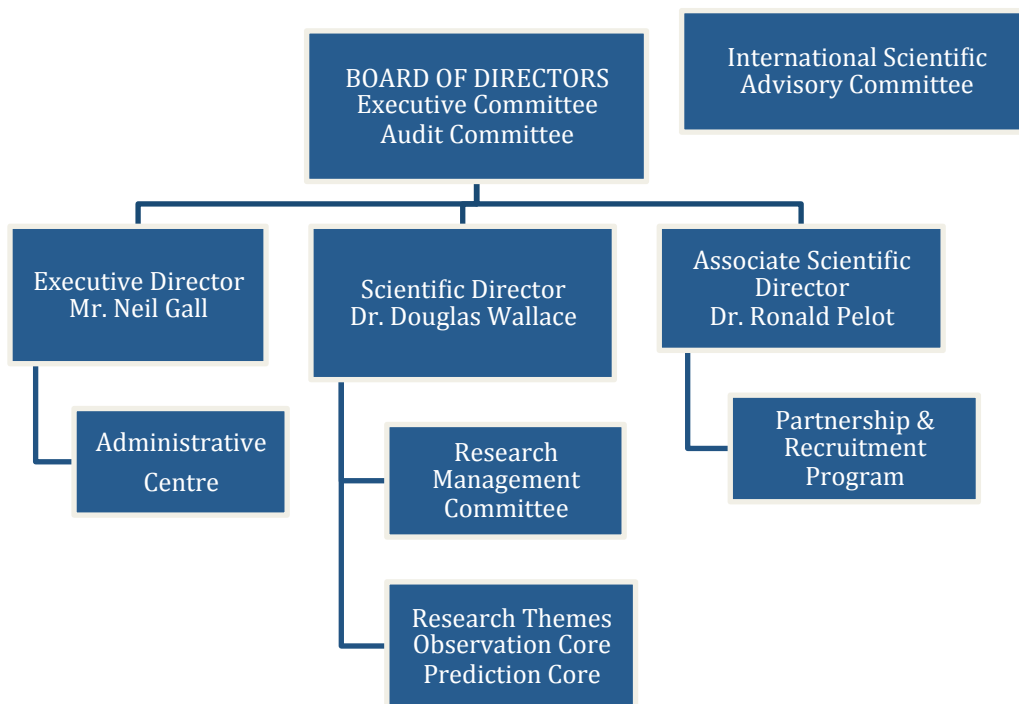 BOARD OF DIRECTORS
Executive Committee
Audit Committee
International Scientific
Advisory Committee
Executive Director
Mr. Neil Gall
Scientific Director
Dr. Douglas Wallace
Associate Scientific
Director
Dr. Ronald Pelot
Administrative
Centre
Research
Management
Committee
Partnership &
Recruitment
Program
Research Themes
Observation Core
Prediction Core